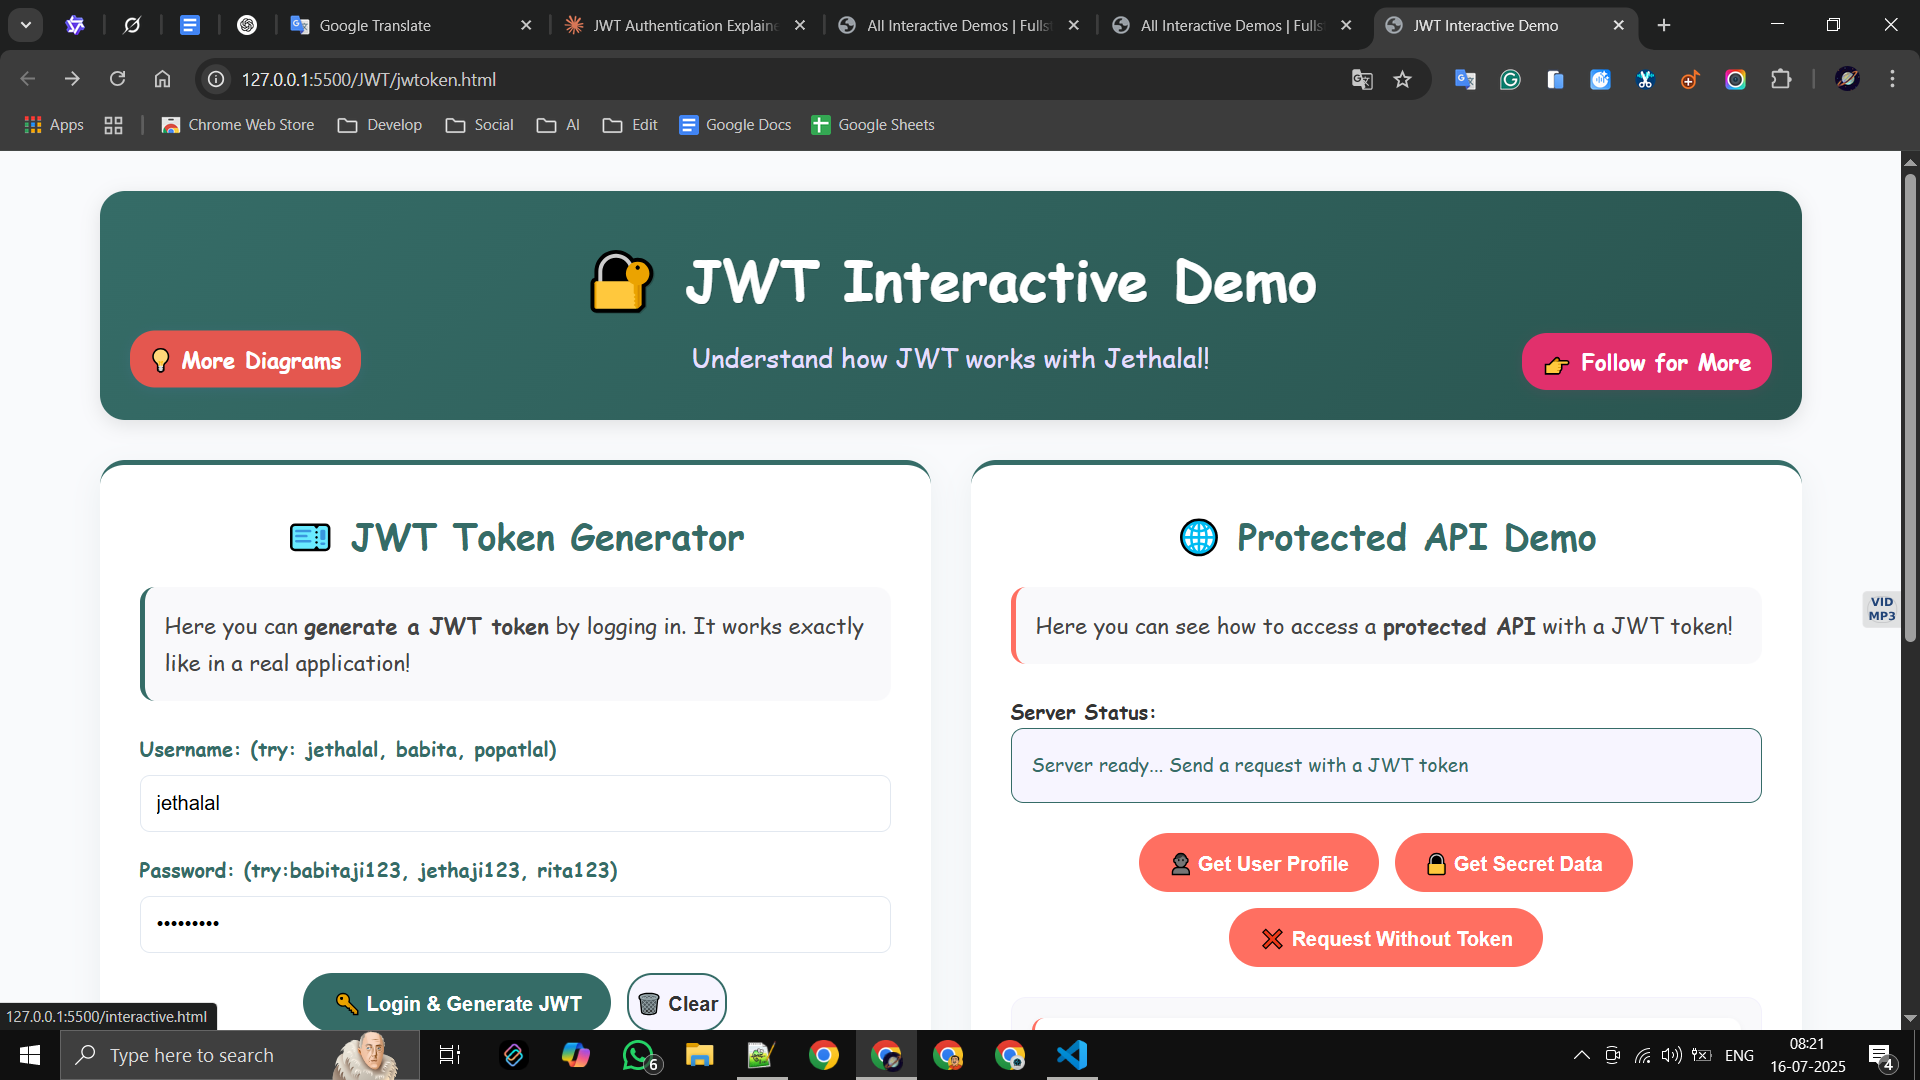 Google Translate
JWT Authentication Explaine
All Interactive Demos | Fulls
All Interactive Demos | Fulls
JWT Interactive Demo
127.0.0.1:5500/JWT/jwtoken.html
Apps
Chrome Web Store
Develop
Social
AI
Edit
Google Docs
Google Sheets
JWT Interactive Demo
Understand how JWT works with Jethalal!
More Diagrams
Follow for More
JWT Token Generator
Here you can generate a JWT token by logging in. It works exactly
like in a real application!
Username: (try: jethalal, babita, popatlal)
jethalal
Password: (try:babitaji123, jethaji123, rita123)
•••••••••
Login & Generate JWT
Clear
Protected API Demo
Here you can see how to access a protected API with a JWT token!
Server Status:
Server ready... Send a request with a JWT token
Get User Profile
Get Secret Data
Request Without Token
VID
MP3
127.0.0.1:5500/interactive.html
Type here to search
6
ENG
08:21
16-07-2025
4